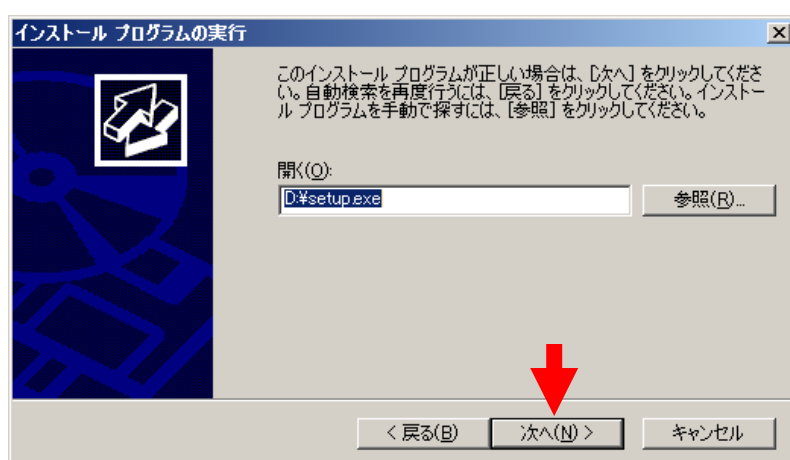 インストール プログラムの実行
このインストール プログラムが正しい場合は、[次へ] をクリックしてくださ
い。自動検索を再度行うには、[戻る] をクリックしてください。インストー
ル プログラムを手動で探すには、[参照] をクリックしてください。
開く(O):
D:¥setup.exe
参照(R)...
< 戻る(B)
次へ(N) >
キャンセル